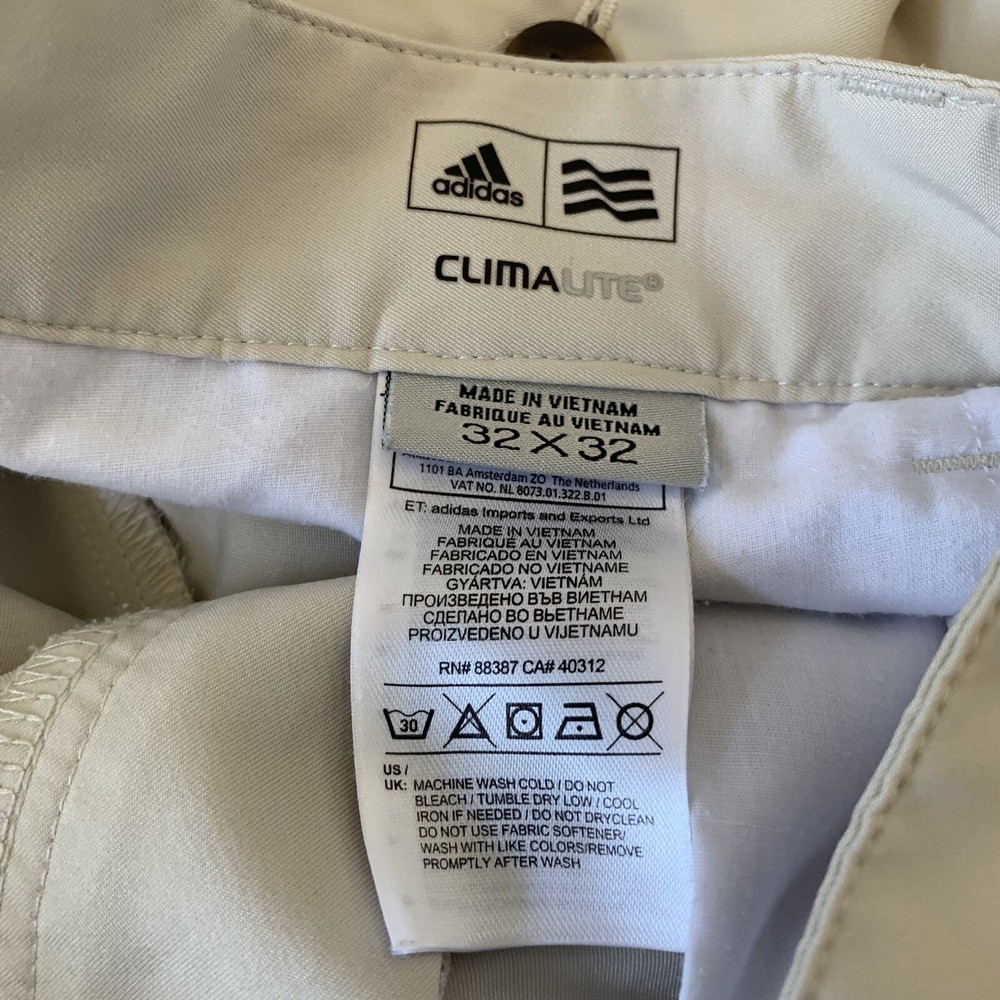 adidas
CLIMALITE®
MADE IN VIETNAM
FABRIQUE AU VIETNAM
32 X 32
1101 BA Amsterdam ZO The Netherlands
VAT NO. NL 8073.01.322.B.01
ET: adidas Imports and Exports Ltd
MADE IN VIETNAM
FABRIQUÉ AU VIETNAM
FABRICADO EN VIETNAM
FABRICADO NO VIETNAME
GYÁRTVA: VIETNÁM
ПРОИЗВЕДЕНО ВЪВ ВИЕТНАМ
СДЕЛАНО ВО ВЬЕТНАМЕ
PROIZVEDENO U VIJETNAMU
RN# 88387 CA# 40312
30
US /
UK: MACHINE WASH COLD / DO NOT
BLEACH / TUMBLE DRY LOW / COOL
IRON IF NEEDED / DO NOT DRYCLEAN
DO NOT USE FABRIC SOFTENER/
WASH WITH LIKE COLORS/REMOVE
PROMPTLY AFTER WASH